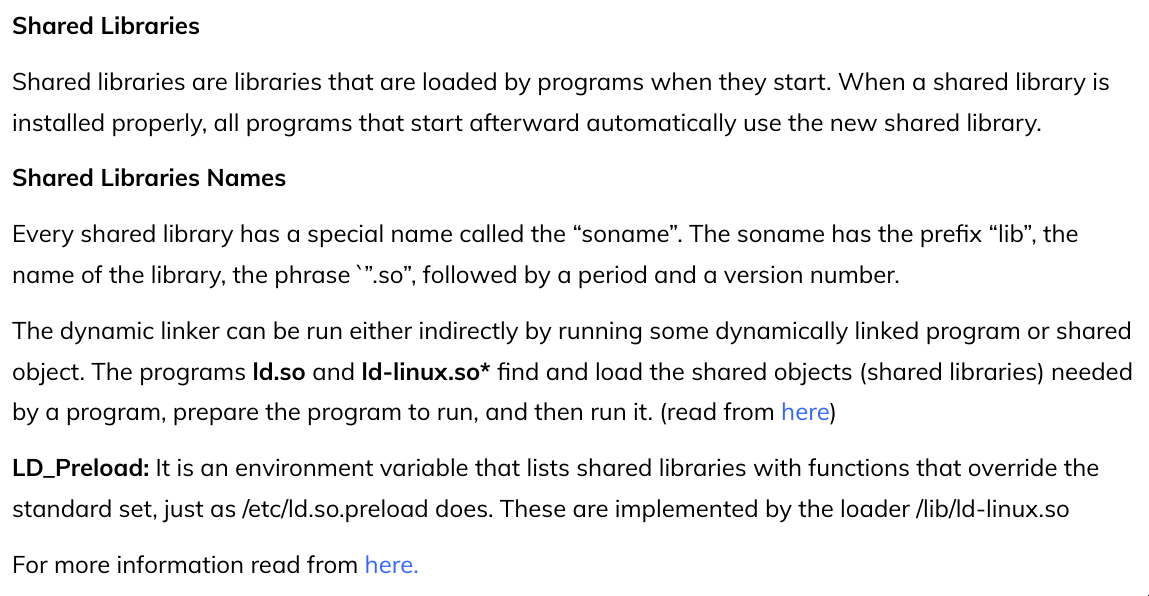 Shared Libraries
Shared libraries are libraries that are loaded by programs when they start. When a shared library is
installed properly, all programs that start afterward automatically use the new shared library.
Shared Libraries Names
Every shared library has a special name called the “soname”. The soname has the prefix “lib”, the
name of the library, the phrase `”.so”, followed by a period and a version number.
The dynamic linker can be run either indirectly by running some dynamically linked program or shared
object. The programs ld.so and ld-linux.so* find and load the shared objects (shared libraries) needed
by a program, prepare the program to run, and then run it. (read from here)
LD_Preload: It is an environment variable that lists shared libraries with functions that override the
standard set, just as /etc/ld.so.preload does. These are implemented by the loader /lib/ld-linux.so
For more information read from here.